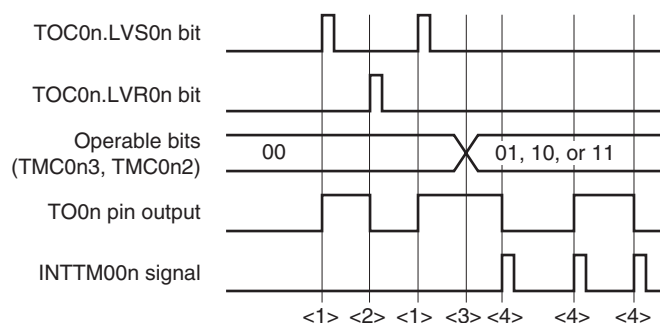 TOC0n.LVS0n bit
TOC0n.LVR0n bit
Operable bits
(TMC0n3, TMC0n2)
00
01, 10, or 11
TO0n pin output
INTTM00n signal
<1> <2> <1> <3> <4> <4> <4>